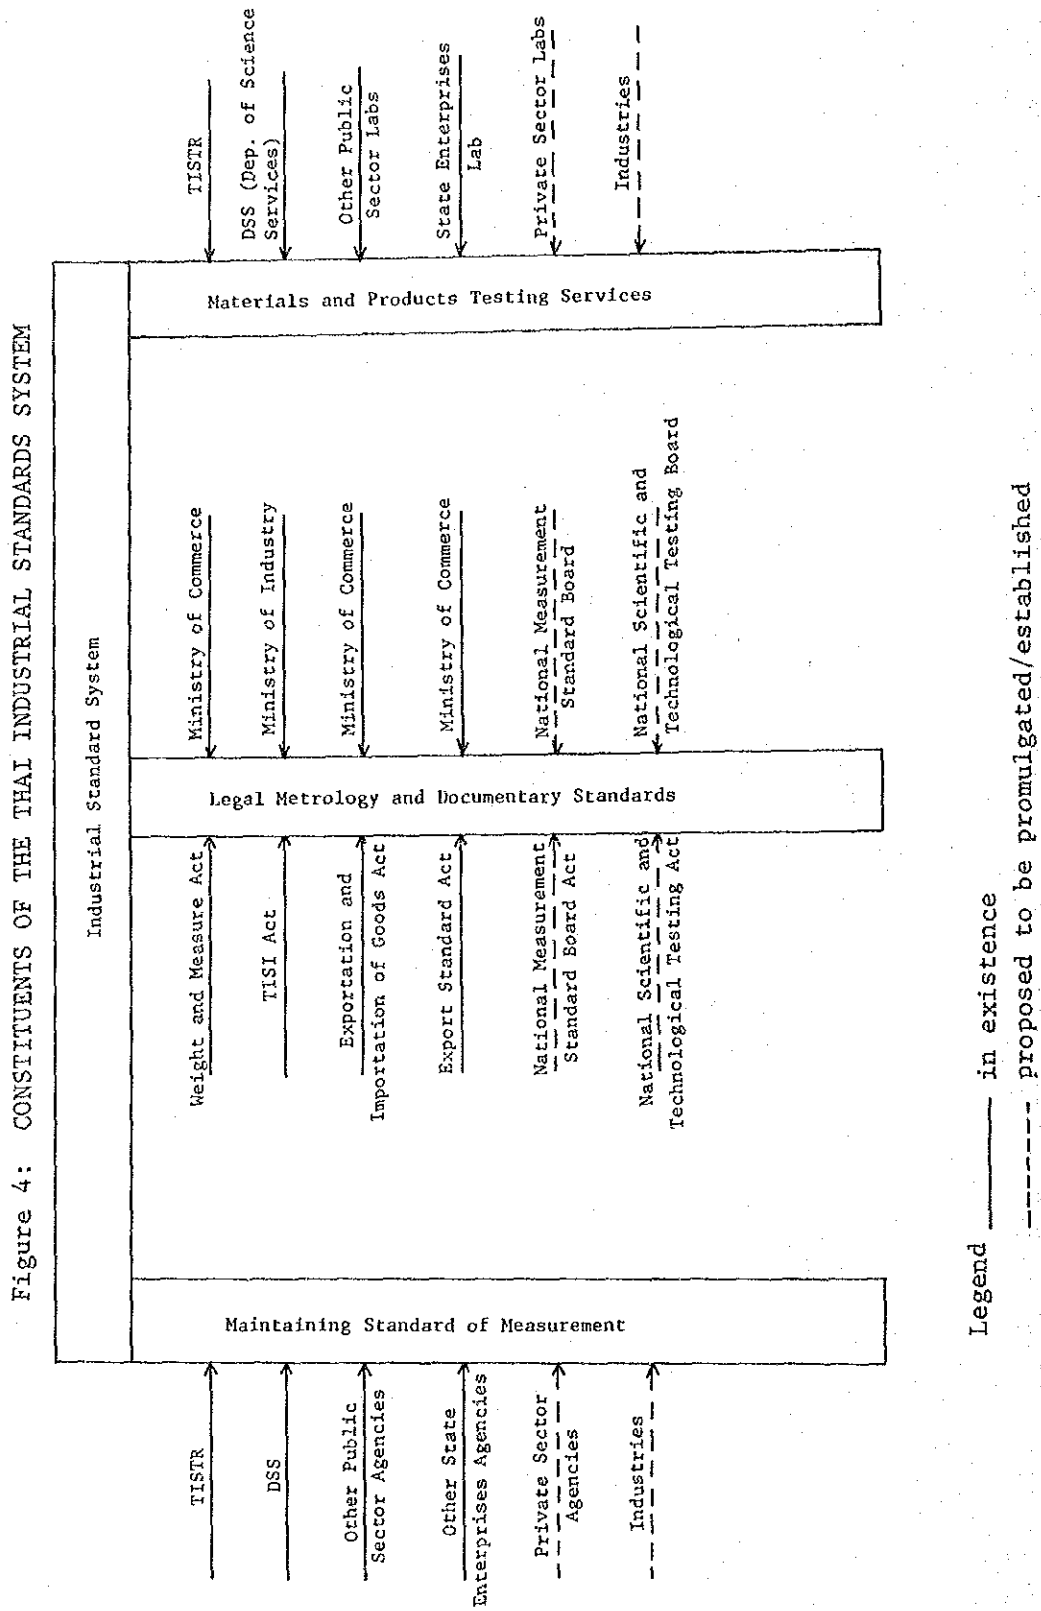 Figure 4: CONSTITUENTS OF THE THAI INDUSTRIAL STANDARDS SYSTEM
Industrial Standard System
Maintaining Standard of Measurement
TISTR
DSS
Other Public
Sector Agencies
Other State
Enterprises Agencies
Private Sector
Agencies
Industries
Legal Metrology and Documentary Standards
Weight and Measure Act
TISI Act
Exportation and
Importation of Goods Act
Export Standard Act
National Measurement
Standard Board Act
National Scientific and
Technological Testing Act
Ministry of Commerce
Ministry of Industry
Ministry of Commerce
Ministry of Commerce
National Measurement
Standard Board
National Scientific and
Technological Testing Board
Materials and Products Testing Services
TISTR
DSS (Dep. of Science
Services)
Other Public
Sector Labs
State Enterprises
Lab
Private Sector Labs
Industries
Legend
in existence
proposed to be promulgated/established